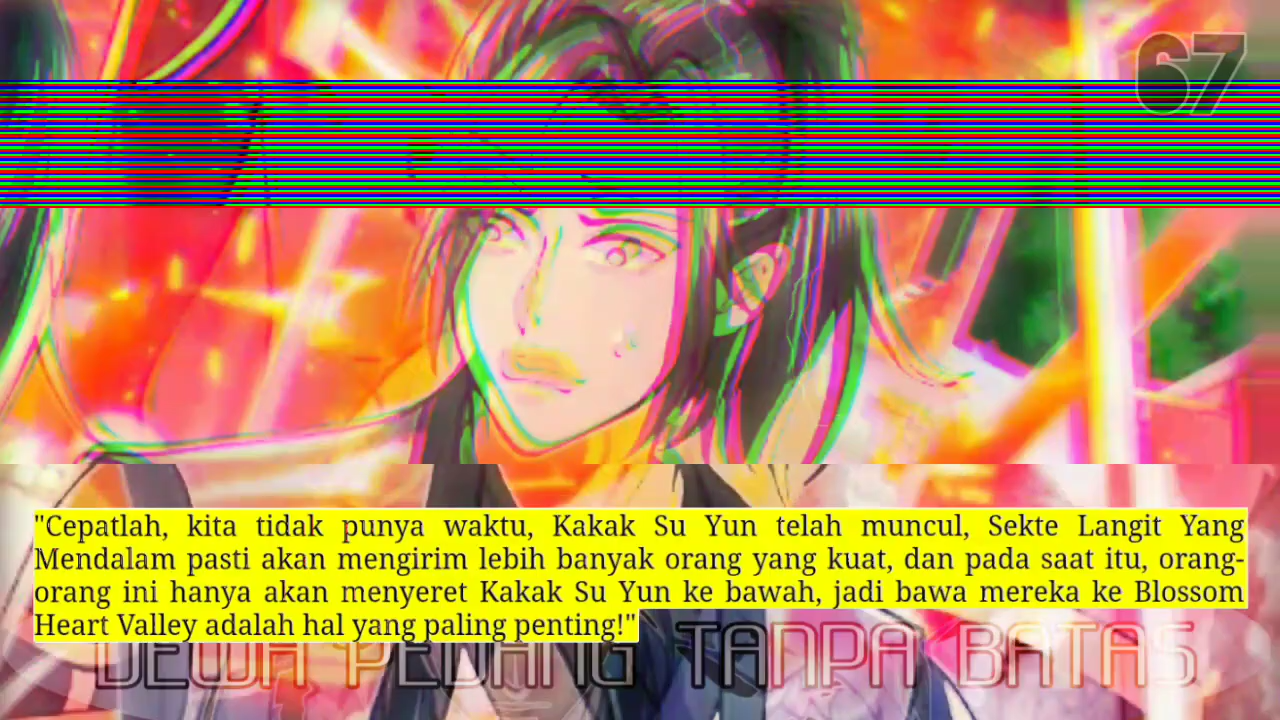 67
"Cepatlah, kita tidak punya waktu, Kakak Su Yun telah muncul, Sekte Langit Yang
Mendalam pasti akan mengirim lebih banyak orang yang kuat, dan pada saat itu, orang-
orang ini hanya akan menyeret Kakak Su Yun ke bawah, jadi bawa mereka ke Blossom
Heart Valley adalah hal yang paling penting!"
DEWA PEDANG TANPA BATAS